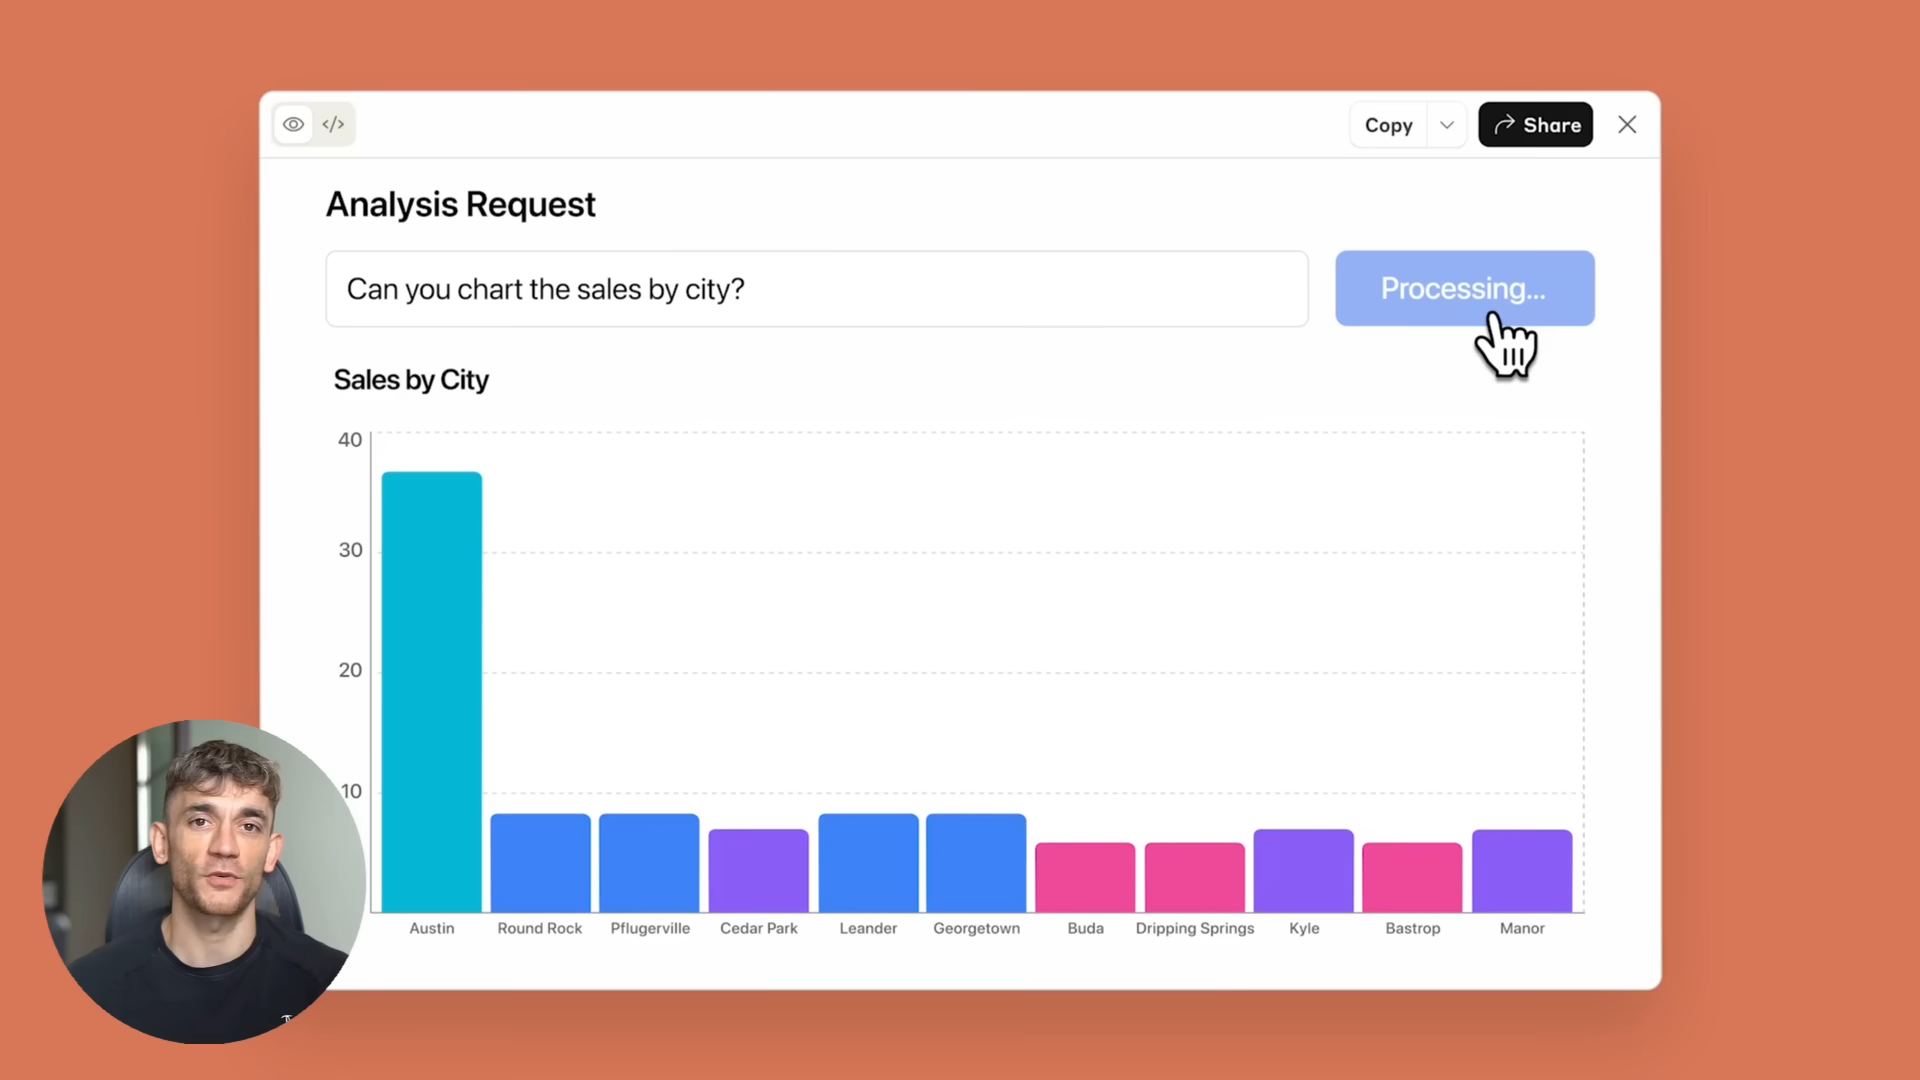 </>
Copy
Share
Analysis Request
Can you chart the sales by city?
Processing...
Sales by City
40
30
20
10
Austin Round Rock Pflugerville Cedar Park Leander Georgetown Buda Dripping Springs Kyle Bastrop Manor